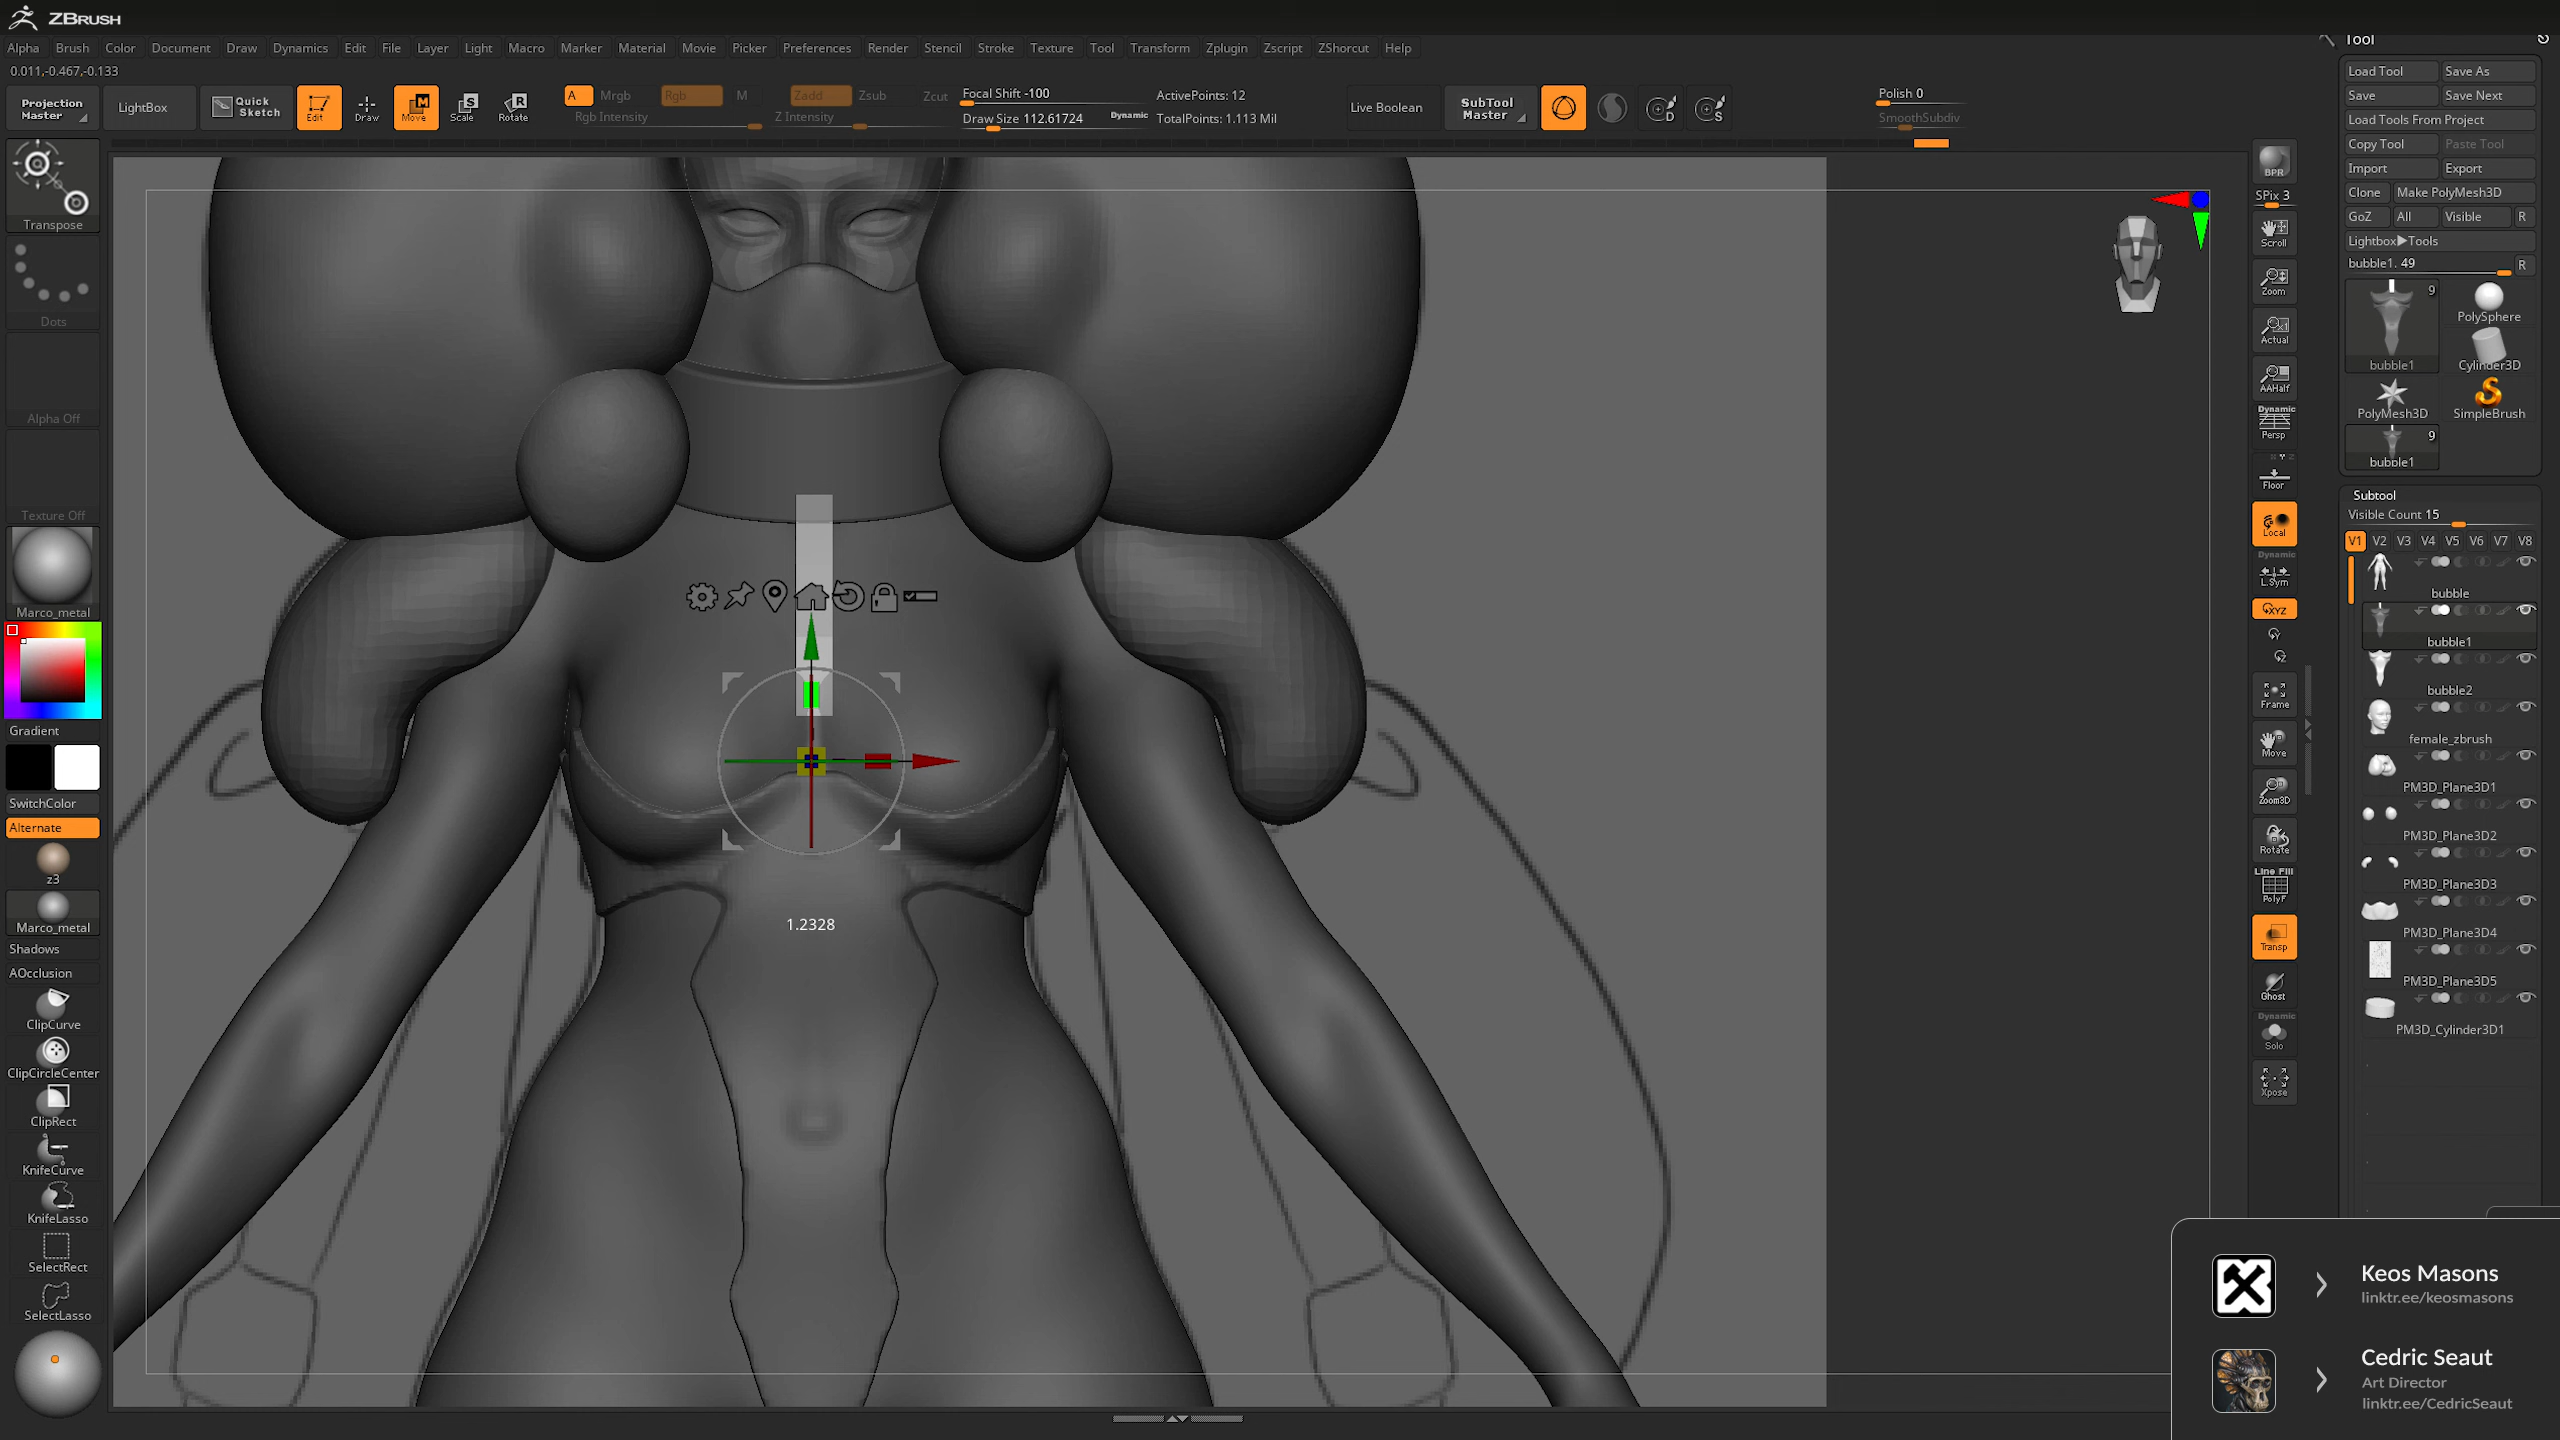 ZBRUSH
Alpha Brush Color Document Draw Dynamics Edit File Layer Light Macro Marker Material Movie Picker Preferences Render Stencil Stroke Texture Tool Transform Zplugin Zscript ZShorcut Help
0.011,-0.467,-0.133
Projection Master
LightBox
Quick Sketch
Edit
Draw
Move
Scale
Rotate
A Mrgb Rgb M Zadd Zsub Zcut
Rgb Intensity Z Intensity
Focal Shift -100
Draw Size 112.61724 Dynamic
ActivePoints: 12
TotalPoints: 1.113 Mil
Live Boolean
SubTool Master
Polish 0
SmoothSubdiv
Transpose
Dots
Alpha Off
Texture Off
Marco_metal
Gradient
SwitchColor
Alternate
z3
Marco_metal
Shadows
AOcclusion
ClipCurve
ClipCircleCenter
ClipRect
KnifeCurve
KnifeLasso
SelectRect
SelectLasso
1.2328
BPR
SPix 3
Scroll
Zoom
Actual
AAHalf
Dynamic
Persp
Floor
Local
Dynamic
L.Sym
XYZ
Y
Z
Frame
Move
Zoom3D
Rotate
Line Fill
PolyF
Transp
Ghost
Dynamic
Solo
Xpose
Tool
Load Tool Save As
Save Save Next
Load Tools From Project
Copy Tool Paste Tool
Import Export
Clone Make PolyMesh3D
GoZ All Visible R
Lightbox▶Tools
bubble1. 49 R
9
bubble1
PolySphere
Cylinder3D
PolyMesh3D
SimpleBrush
9
bubble1
Subtool
Visible Count 15
V1 V2 V3 V4 V5 V6 V7 V8
bubble
bubble1
bubble2
female_zbrush
PM3D_Plane3D1
PM3D_Plane3D2
PM3D_Plane3D3
PM3D_Plane3D4
PM3D_Plane3D5
PM3D_Cylinder3D1
Keos Masons
linktr.ee/keosmasons
Cedric Seaut
Art Director
linktr.ee/CedricSeaut